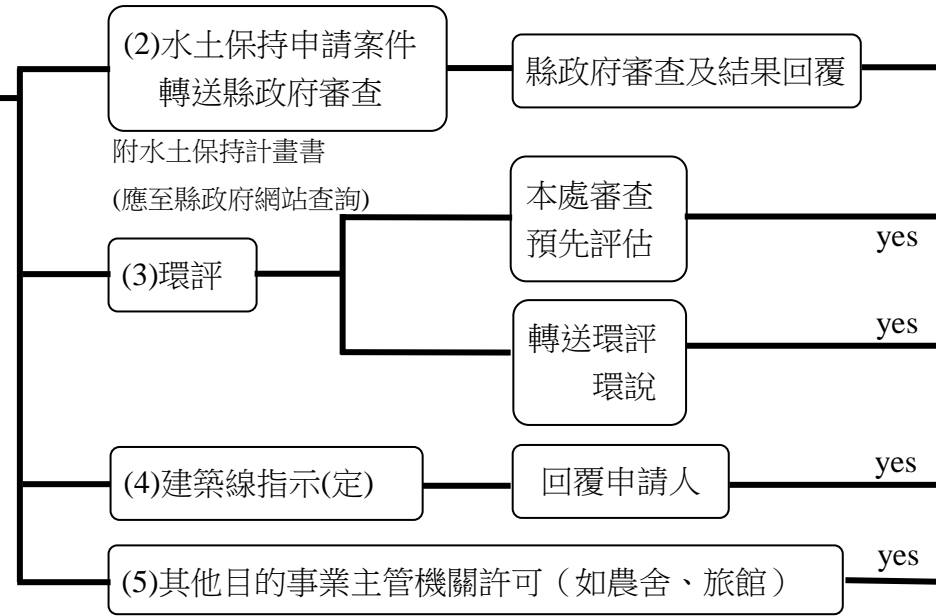 (2)水土保持申請案件
轉送縣政府審查
縣政府審查及結果回覆
附水土保持計畫書
(應至縣政府網站查詢)
本處審查
預先評估
yes
(3)環評
轉送環評
環說
yes
(4)建築線指示(定)
回覆申請人
yes
(5)其他目的事業主管機關許可（如農舍、旅館）
yes